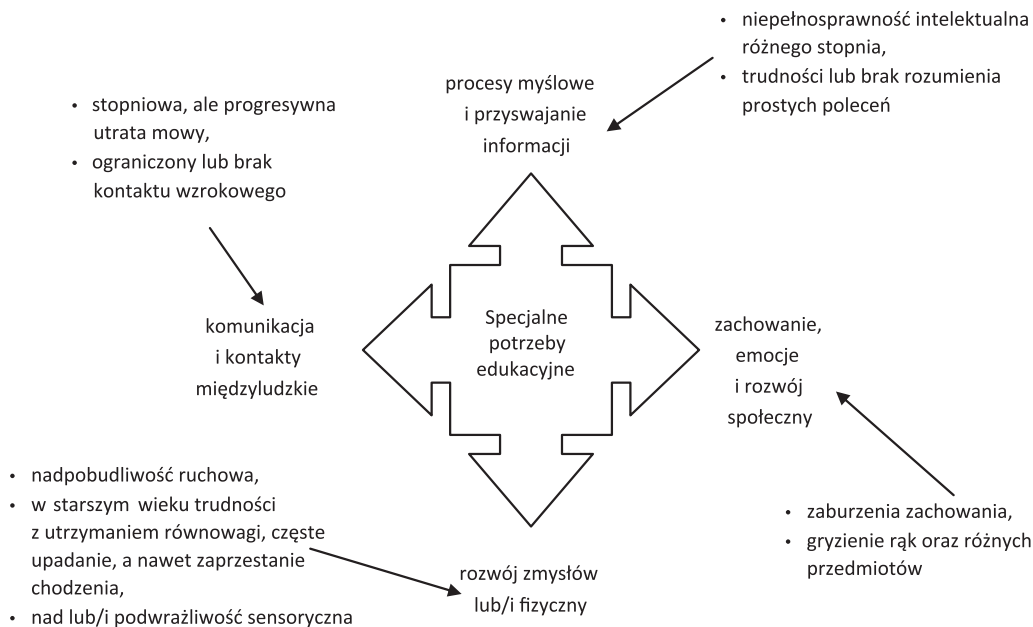 • niepełnosprawność intelektualna
różnego stopnia,
• trudności lub brak rozumienia
prostych poleceń
procesy myślowe
i przyswajanie
informacji
• stopniowa, ale progresywna
utrata mowy,
• ograniczony lub brak
kontaktu wzrokowego
komunikacja
i kontakty
międzyludzkie
Specjalne
potrzeby
edukacyjne
zachowanie,
emocje
i rozwój
społeczny
• nadpobudliwość ruchowa,
• w starszym wieku trudności
z utrzymaniem równowagi, częste
upadanie, a nawet zaprzestanie
chodzenia,
• nad lub/i podwrażliwość sensoryczna
rozwój zmysłów
lub/i fizyczny
• zaburzenia zachowania,
• gryzienie rąk oraz różnych
przedmiotów